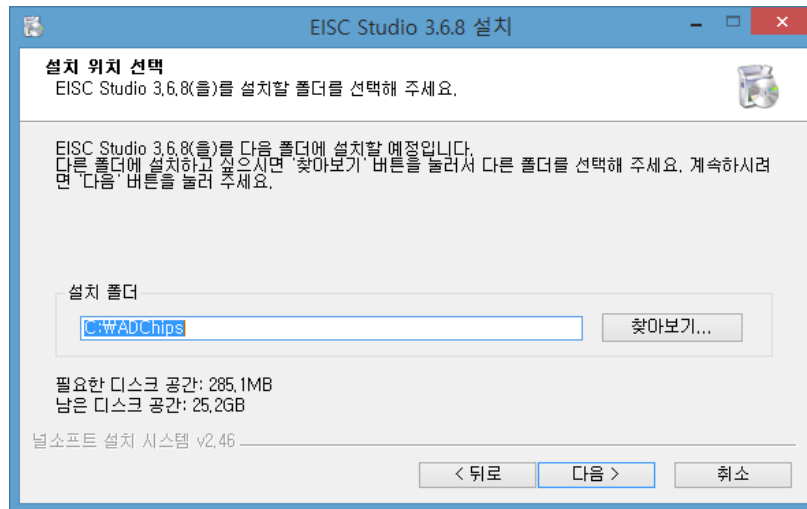 EISC Studio 3.6.8 설치
설치 위치 선택
EISC Studio 3.6.8(을)를 설치할 폴더를 선택해 주세요.
EISC Studio 3.6.8(을)를 다음 폴더에 설치할 예정입니다.
다른 폴더에 설치하고 싶으시면 '찾아보기' 버튼을 눌러서 다른 폴더를 선택해 주세요. 계속하시려
면 '다음' 버튼을 눌러 주세요.
설치 폴더
C:₩ADChips
찾아보기...
필요한 디스크 공간: 285.1MB
남은 디스크 공간: 25.2GB
널소프트 설치 시스템 v2.46
< 뒤로
다음 >
취소